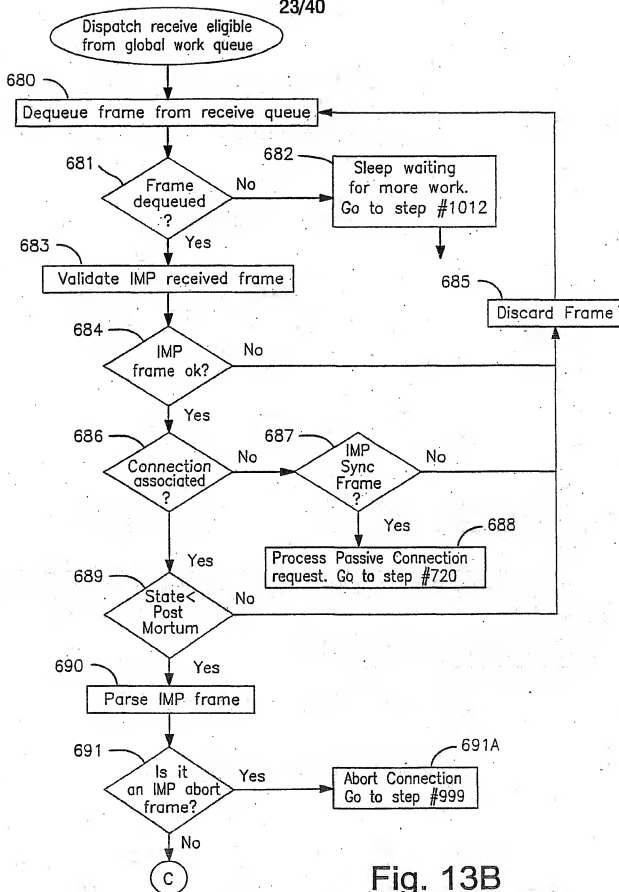 23/40
Dispatch receive eligible
from global work queue
680
Dequeue frame from receive queue
681
Frame
dequeued
?
No
Yes
682
Sleep waiting
for more work.
Go to step #1012
683
Validate IMP received frame
685
Discard Frame
684
IMP
frame ok?
No
Yes
686
Connection
associated
?
No
Yes
687
IMP
Sync
Frame
?
No
Yes
688
Process Passive Connection
request. Go to step #720
689
State<
Post
Mortum
No
Yes
690
Parse IMP frame
691
Is it
an IMP abort
frame?
Yes
No
691A
Abort Connection
Go to step #999
C
Fig. 13B